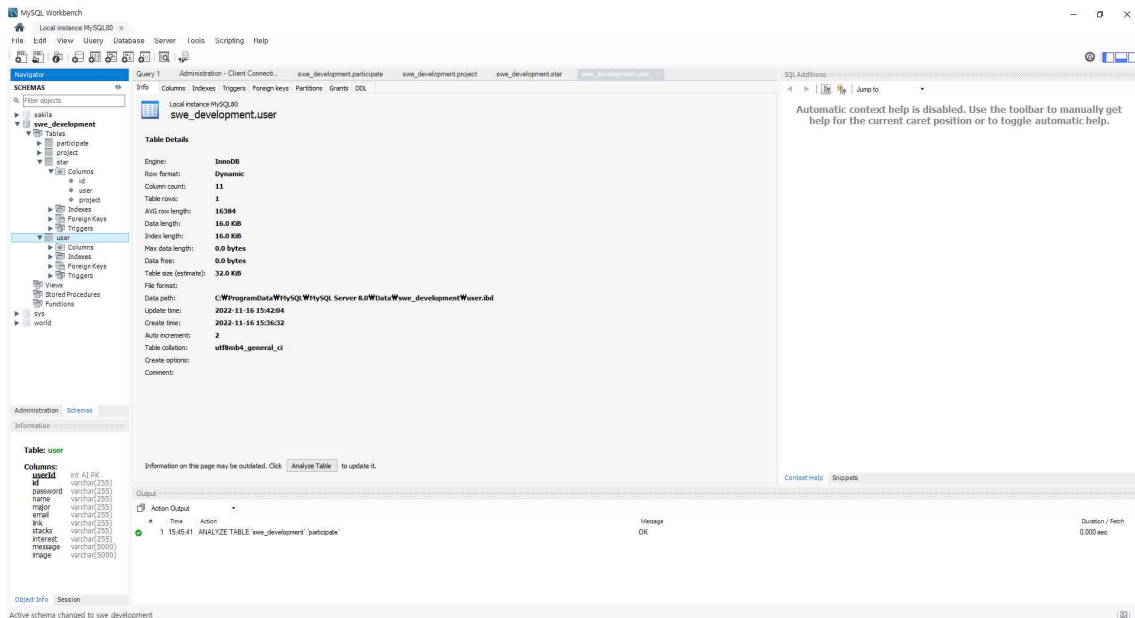 MySQL Workbench
Local instance MySQL80
File Edit View Query Database Server Tools Scripting Help
Navigator
SCHEMAS
Filter objects
sakila
swe_development
Tables
participate
project
star
Columns
id
user
project
Indexes
Foreign Keys
Triggers
user
Columns
Indexes
Foreign Keys
Triggers
Views
Stored Procedures
Functions
sys
world
Administration Schemas
Information
Table: user
Columns:
userId int AI PK
id varchar(255)
password varchar(255)
name varchar(255)
major varchar(255)
email varchar(255)
link varchar(255)
stacks varchar(255)
interest varchar(255)
message varchar(5000)
image varchar(5000)
Object Info Session
Query 1 Administration - Client Connecti... swe_development.participate swe_development.project swe_development.star swe_development.user
Info Columns Indexes Triggers Foreign keys Partitions Grants DDL
Local instance MySQL80
swe_development.user
Table Details
Engine: InnoDB
Row format: Dynamic
Column count: 11
Table rows: 1
AVG row length: 16384
Data length: 16.0 KiB
Index length: 16.0 KiB
Max data length: 0.0 bytes
Data free: 0.0 bytes
Table size (estimate): 32.0 KiB
File format:
Data path: C:₩ProgramData₩MySQL₩MySQL Server 8.0₩Data₩swe_development₩user.ibd
Update time: 2022-11-16 15:42:04
Create time: 2022-11-16 15:36:32
Auto increment: 2
Table collation: utf8mb4_general_ci
Create options:
Comment:
Information on this page may be outdated. Click Analyze Table to update it.
SQLAdditions
Jump to
Automatic context help is disabled. Use the toolbar to manually get
help for the current caret position or to toggle automatic help.
Context Help Snippets
Output
Action Output
# Time Action Message Duration / Fetch
1 15:45:41 ANALYZE TABLE `swe_development`.`participate` OK 0.000 sec
Active schema changed to swe_development